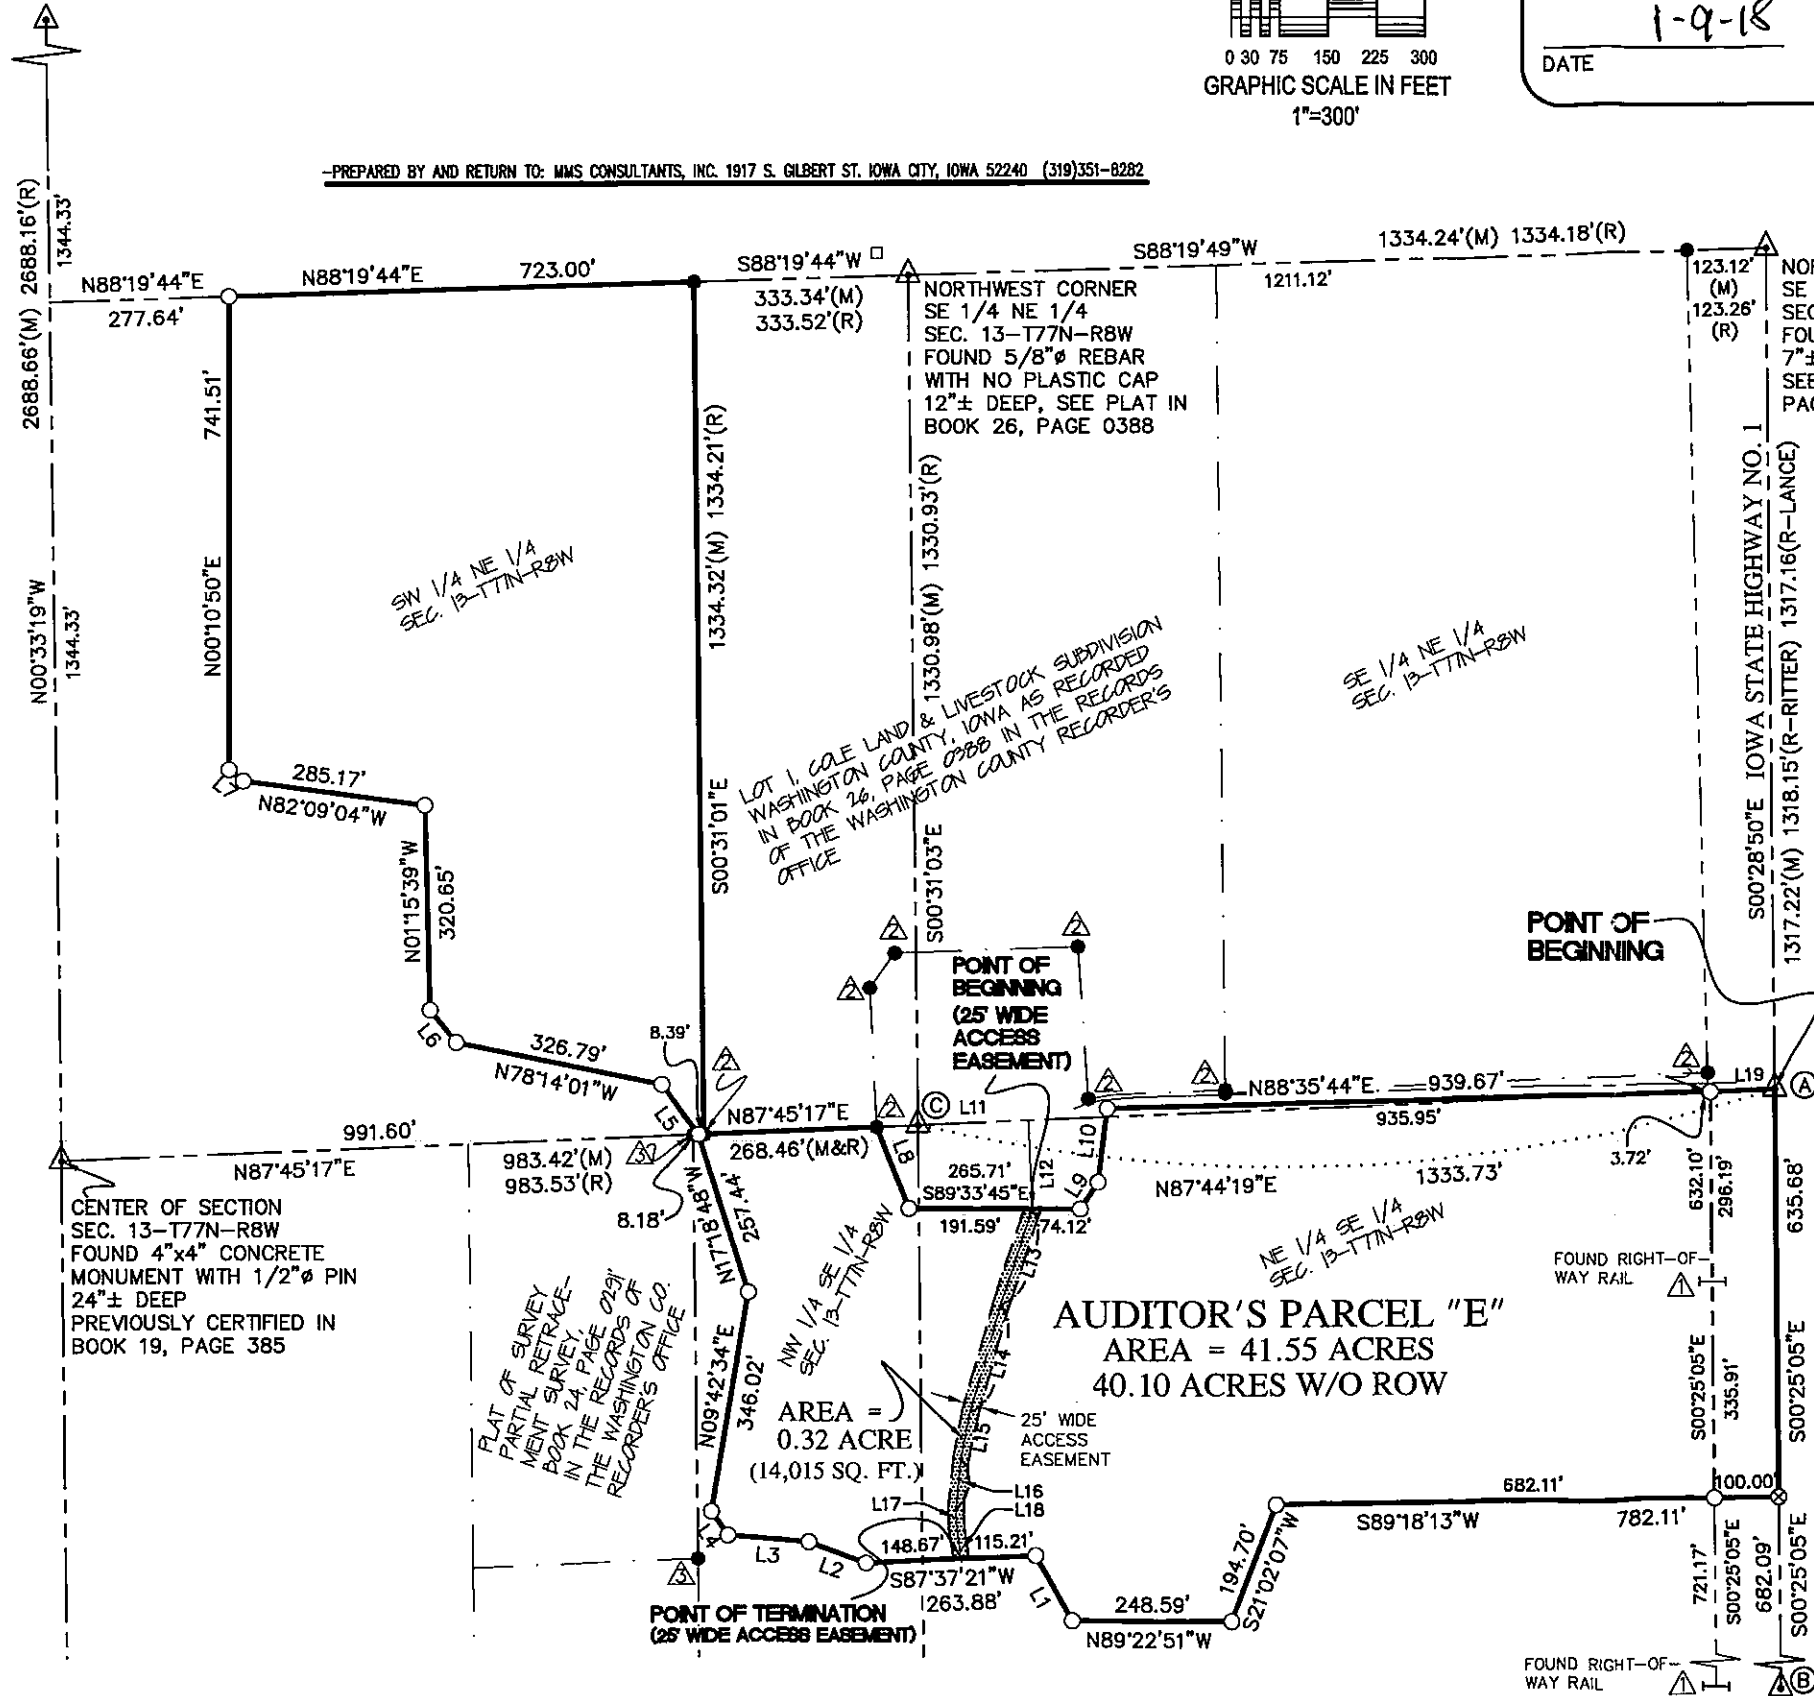 1-9-18
DATE
0 30 75 150 225 300
GRAPHIC SCALE IN FEET
1"=300'
-PREPARED BY AND RETURN TO: MMS CONSULTANTS, INC. 1917 S. GILBERT ST. IOWA CITY, IOWA 52240 (319)351-8282
2688.66'(M) 2688.16'(R)
1344.33'
N00°33'19"W
1344.33'
N88°19'44"E
277.64'
N88°19'44"E
723.00'
S88°19'44"W
333.34'(M)
333.52'(R)
S88°19'49"W
1211.12'
1334.24'(M) 1334.18'(R)
123.12'
(M)
123.26'
(R)
NORTHWEST CORNER
SE 1/4 NE 1/4
SEC. 13-T77N-R8W
FOUND 5/8"ø REBAR
WITH NO PLASTIC CAP
12"± DEEP, SEE PLAT IN
BOOK 26, PAGE 0388
SE
7"±
741.51'
N00°10'50"E
SW 1/4 NE 1/4
SEC. 13-T77N-R8W
1334.32'(M) 1334.21'(R)
S00°31'01"E
1330.98'(M) 1330.93'(R)
S00°31'03"E
LOT 1, COLE LAND & LIVESTOCK SUBDIVISION
WASHINGTON COUNTY, IOWA AS RECORDED
IN BOOK 26, PAGE 0388 IN THE RECORDS
OF THE WASHINGTON COUNTY RECORDER'S
OFFICE
SE 1/4 NE 1/4
SEC. 13-T77N-R8W
S00°28'50"E IOWA STATE HIGHWAY NO. 1
1317.22'(M) 1318.15'(R-RITTER) 1317.16(R-LANCE)
L7
285.17'
N82°09'04"W
N01°15'39"W
320.65'
L6
326.79'
N78°14'01"W
8.39'
L5
2
2
2
2
2
2
2
2
POINT OF
BEGINNING
(25' WIDE
ACCESS
EASEMENT)
POINT OF
BEGINNING
N87°45'17"E
268.46'(M&R)
C
L11
N88°35'44"E
939.67'
935.95'
L19
A
991.60'
N87°45'17"E
983.42'(M)
983.53'(R)
3
8.18'
L8
265.71'
S89°33'45"E
191.59'
74.12'
L12
L9
L10
N87°44'19"E
1333.73'
3.72'
632.10'
296.19'
635.68'
CENTER OF SECTION
SEC. 13-T77N-R8W
FOUND 4"x4" CONCRETE
MONUMENT WITH 1/2"ø PIN
24"± DEEP
PREVIOUSLY CERTIFIED IN
BOOK 19, PAGE 385
N17°18'48"W
257.44'
PLAT OF SURVEY
PARTIAL RETRACE-
MENT SURVEY,
BOOK 24, PAGE 0291
IN THE RECORDS OF
THE WASHINGTON CO.
RECORDER'S OFFICE
N09°42'34"E
346.02'
NW 1/4 SE 1/4
SEC. 13-T77N-R8W
NE 1/4 SE 1/4
SEC. 13-T77N-R8W
FOUND RIGHT-OF-
WAY RAIL
1
AUDITOR'S PARCEL "E"
AREA = 41.55 ACRES
40.10 ACRES W/O ROW
L13
L14
L15
AREA =
0.32 ACRE
(14,015 SQ. FT.)
25' WIDE
ACCESS
EASEMENT
L16
L17
L18
S00°25'05"E
335.91'
S00°25'05"E
L4
L3
L2
3
148.67'
115.21'
S87°37'21"W
263.88'
L1
248.59'
N89°22'51"W
194.70'
S21°02'07"W
682.11'
100.00'
S89°18'13"W
782.11'
POINT OF TERMINATION
(25' WIDE ACCESS EASEMENT)
721.17'
S00°25'05"E
682.09'
S00°25'05"E
FOUND RIGHT-OF-
WAY RAIL
1
B